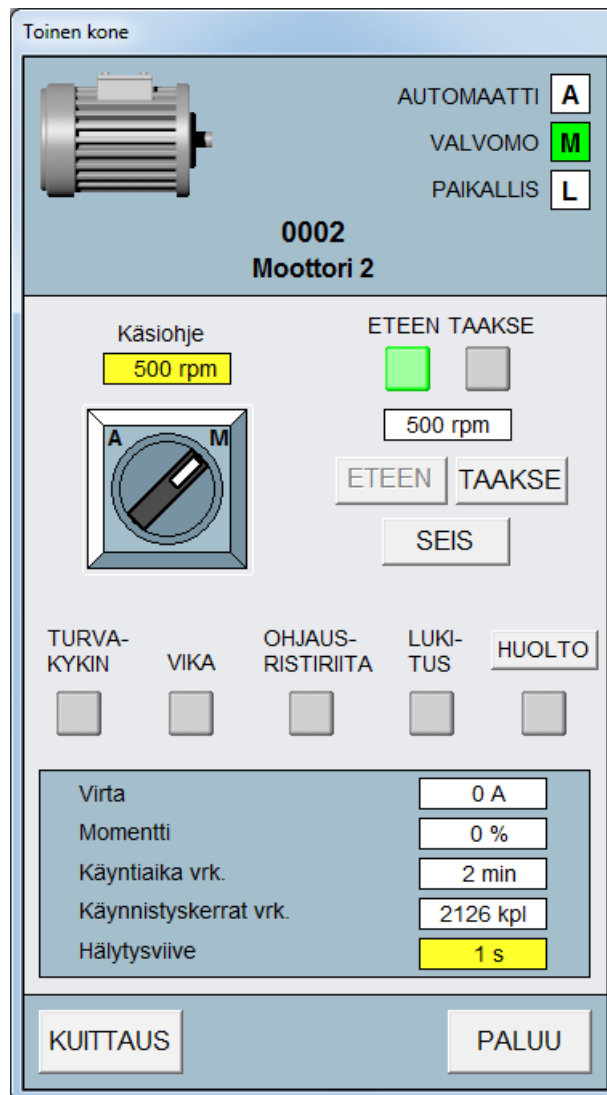 Toinen kone
AUTOMAATTI A
VALVOMO M
PAIKALLIS L
0002
Moottori 2
Käsiohje
500 rpm
ETEEN TAAKSE
500 rpm
A M
ETEEN TAAKSE
SEIS
TURVA-
KYKIN
VIKA
OHJAUS-
RISTIRIITA
LUKI-
TUS
HUOLTO
Virta 0 A
Momentti 0 %
Käyntiaika vrk. 2 min
Käynnistyskerrat vrk. 2126 kpl
Hälytysviive 1 s
KUITTAUS PALUU